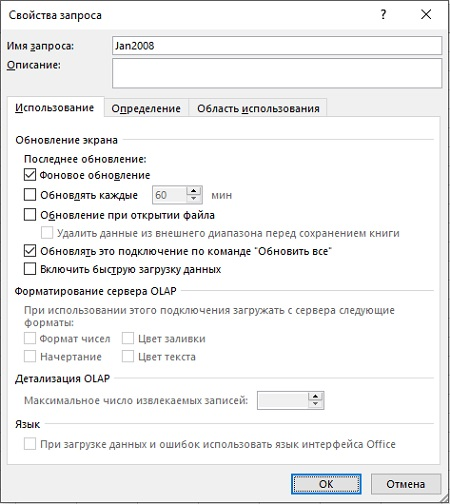 Свойства запроса
Имя запроса: Jan2008
Описание:
Использование Определение Область использования
Обновление экрана
Последнее обновление:
Фоновое обновление
Обновлять каждые 60 мин
Обновление при открытии файла
Удалить данные из внешнего диапазона перед сохранением книги
Обновлять это подключение по команде "Обновить все"
Включить быструю загрузку данных
Форматирование сервера OLAP
При использовании этого подключения загружать с сервера следующие
форматы:
Формат чисел Цвет заливки
Начертание Цвет текста
Детализация OLAP
Максимальное число извлекаемых записей:
Язык
При загрузке данных и ошибок использовать язык интерфейса Office
ОК Отмена